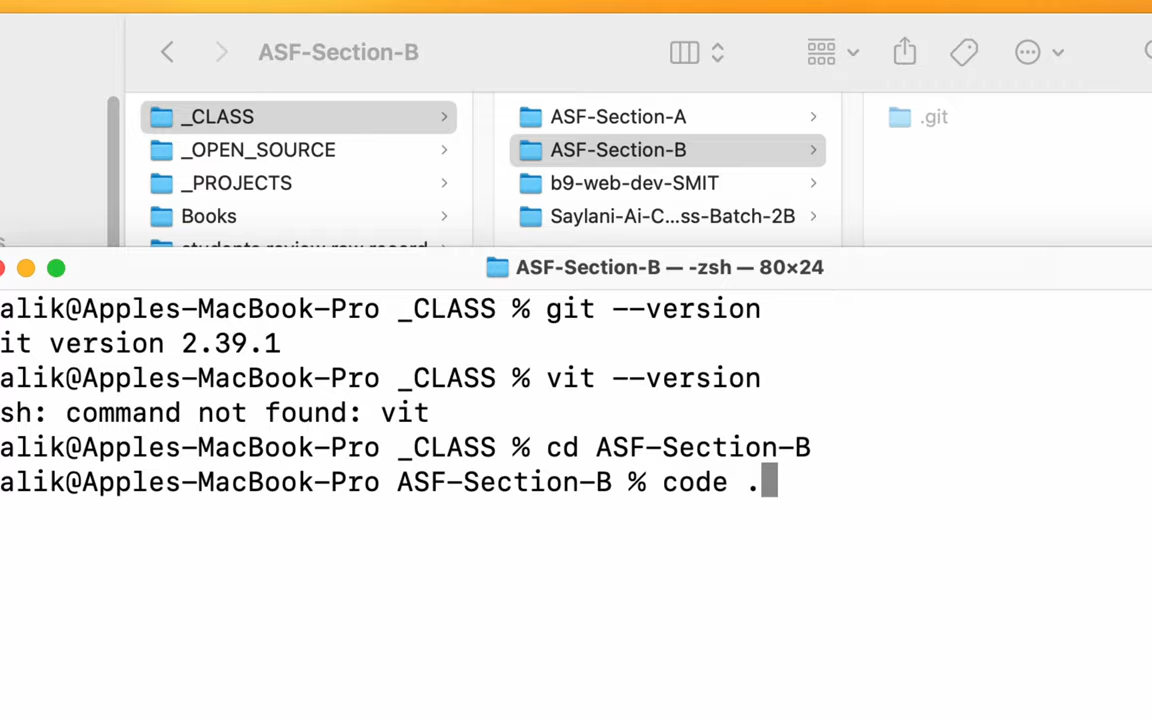 ASF-Section-B
_CLASS
_OPEN_SOURCE
_PROJECTS
Books
ASF-Section-A
ASF-Section-B
b9-web-dev-SMIT
Saylani-Ai-C...ss-Batch-2B
.git
ASF-Section-B — -zsh — 80×24
alik@Apples-MacBook-Pro _CLASS % git --version
it version 2.39.1
alik@Apples-MacBook-Pro _CLASS % vit --version
sh: command not found: vit
alik@Apples-MacBook-Pro _CLASS % cd ASF-Section-B
alik@Apples-MacBook-Pro ASF-Section-B % code .